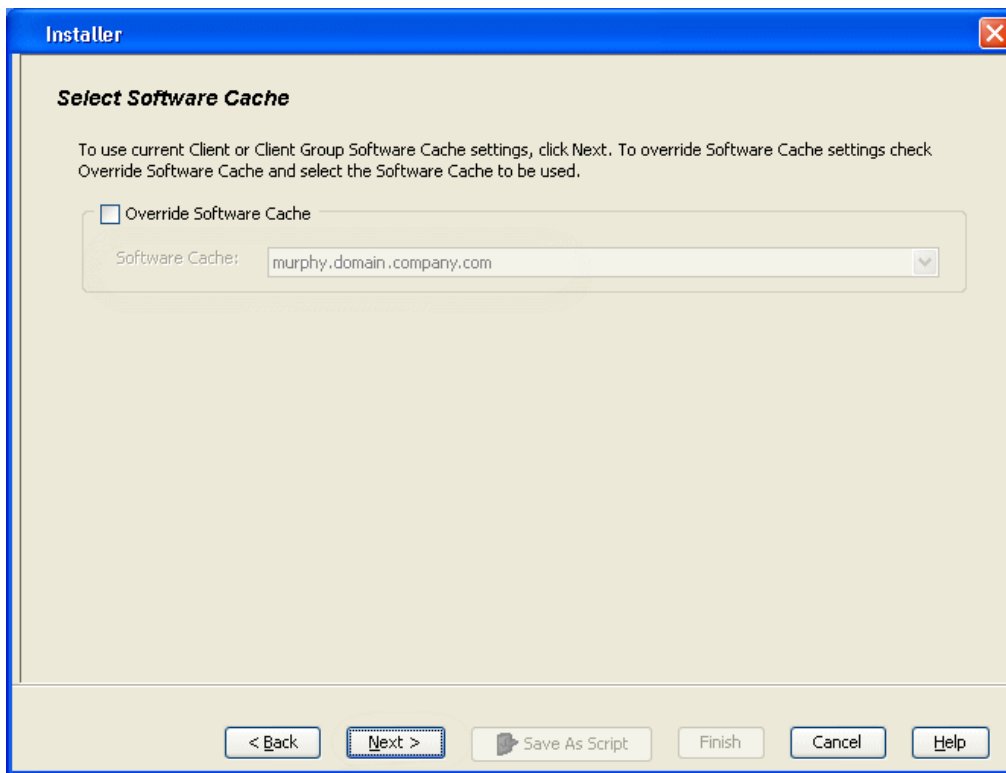 Installer
Select Software Cache
To use current Client or Client Group Software Cache settings, click Next. To override Software Cache settings check
Override Software Cache and select the Software Cache to be used.
Override Software Cache
Software Cache: murphy.domain.company.com
< Back Next > Save As Script Finish Cancel Help